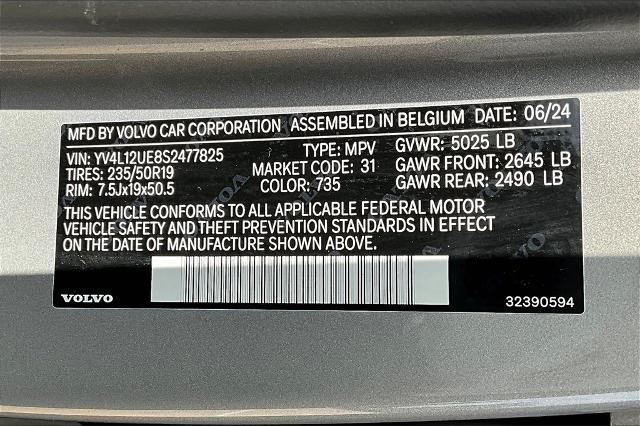 MFD BY VOLVO CAR CORPORATION ASSEMBLED IN BELGIUM DATE: 06/24
VIN: YV4L12UE8S2477825 TYPE: MPV GVWR: 5025 LB
TIRES: 235/50R19 MARKET CODE: 31 GAWR FRONT: 2645 LB
RIM: 7.5Jx19x50.5 COLOR: 735 GAWR REAR: 2490 LB
THIS VEHICLE CONFORMS TO ALL APPLICABLE FEDERAL MOTOR
VEHICLE SAFETY AND THEFT PREVENTION STANDARDS IN EFFECT
ON THE DATE OF MANUFACTURE SHOWN ABOVE.
VOLVO 32390594